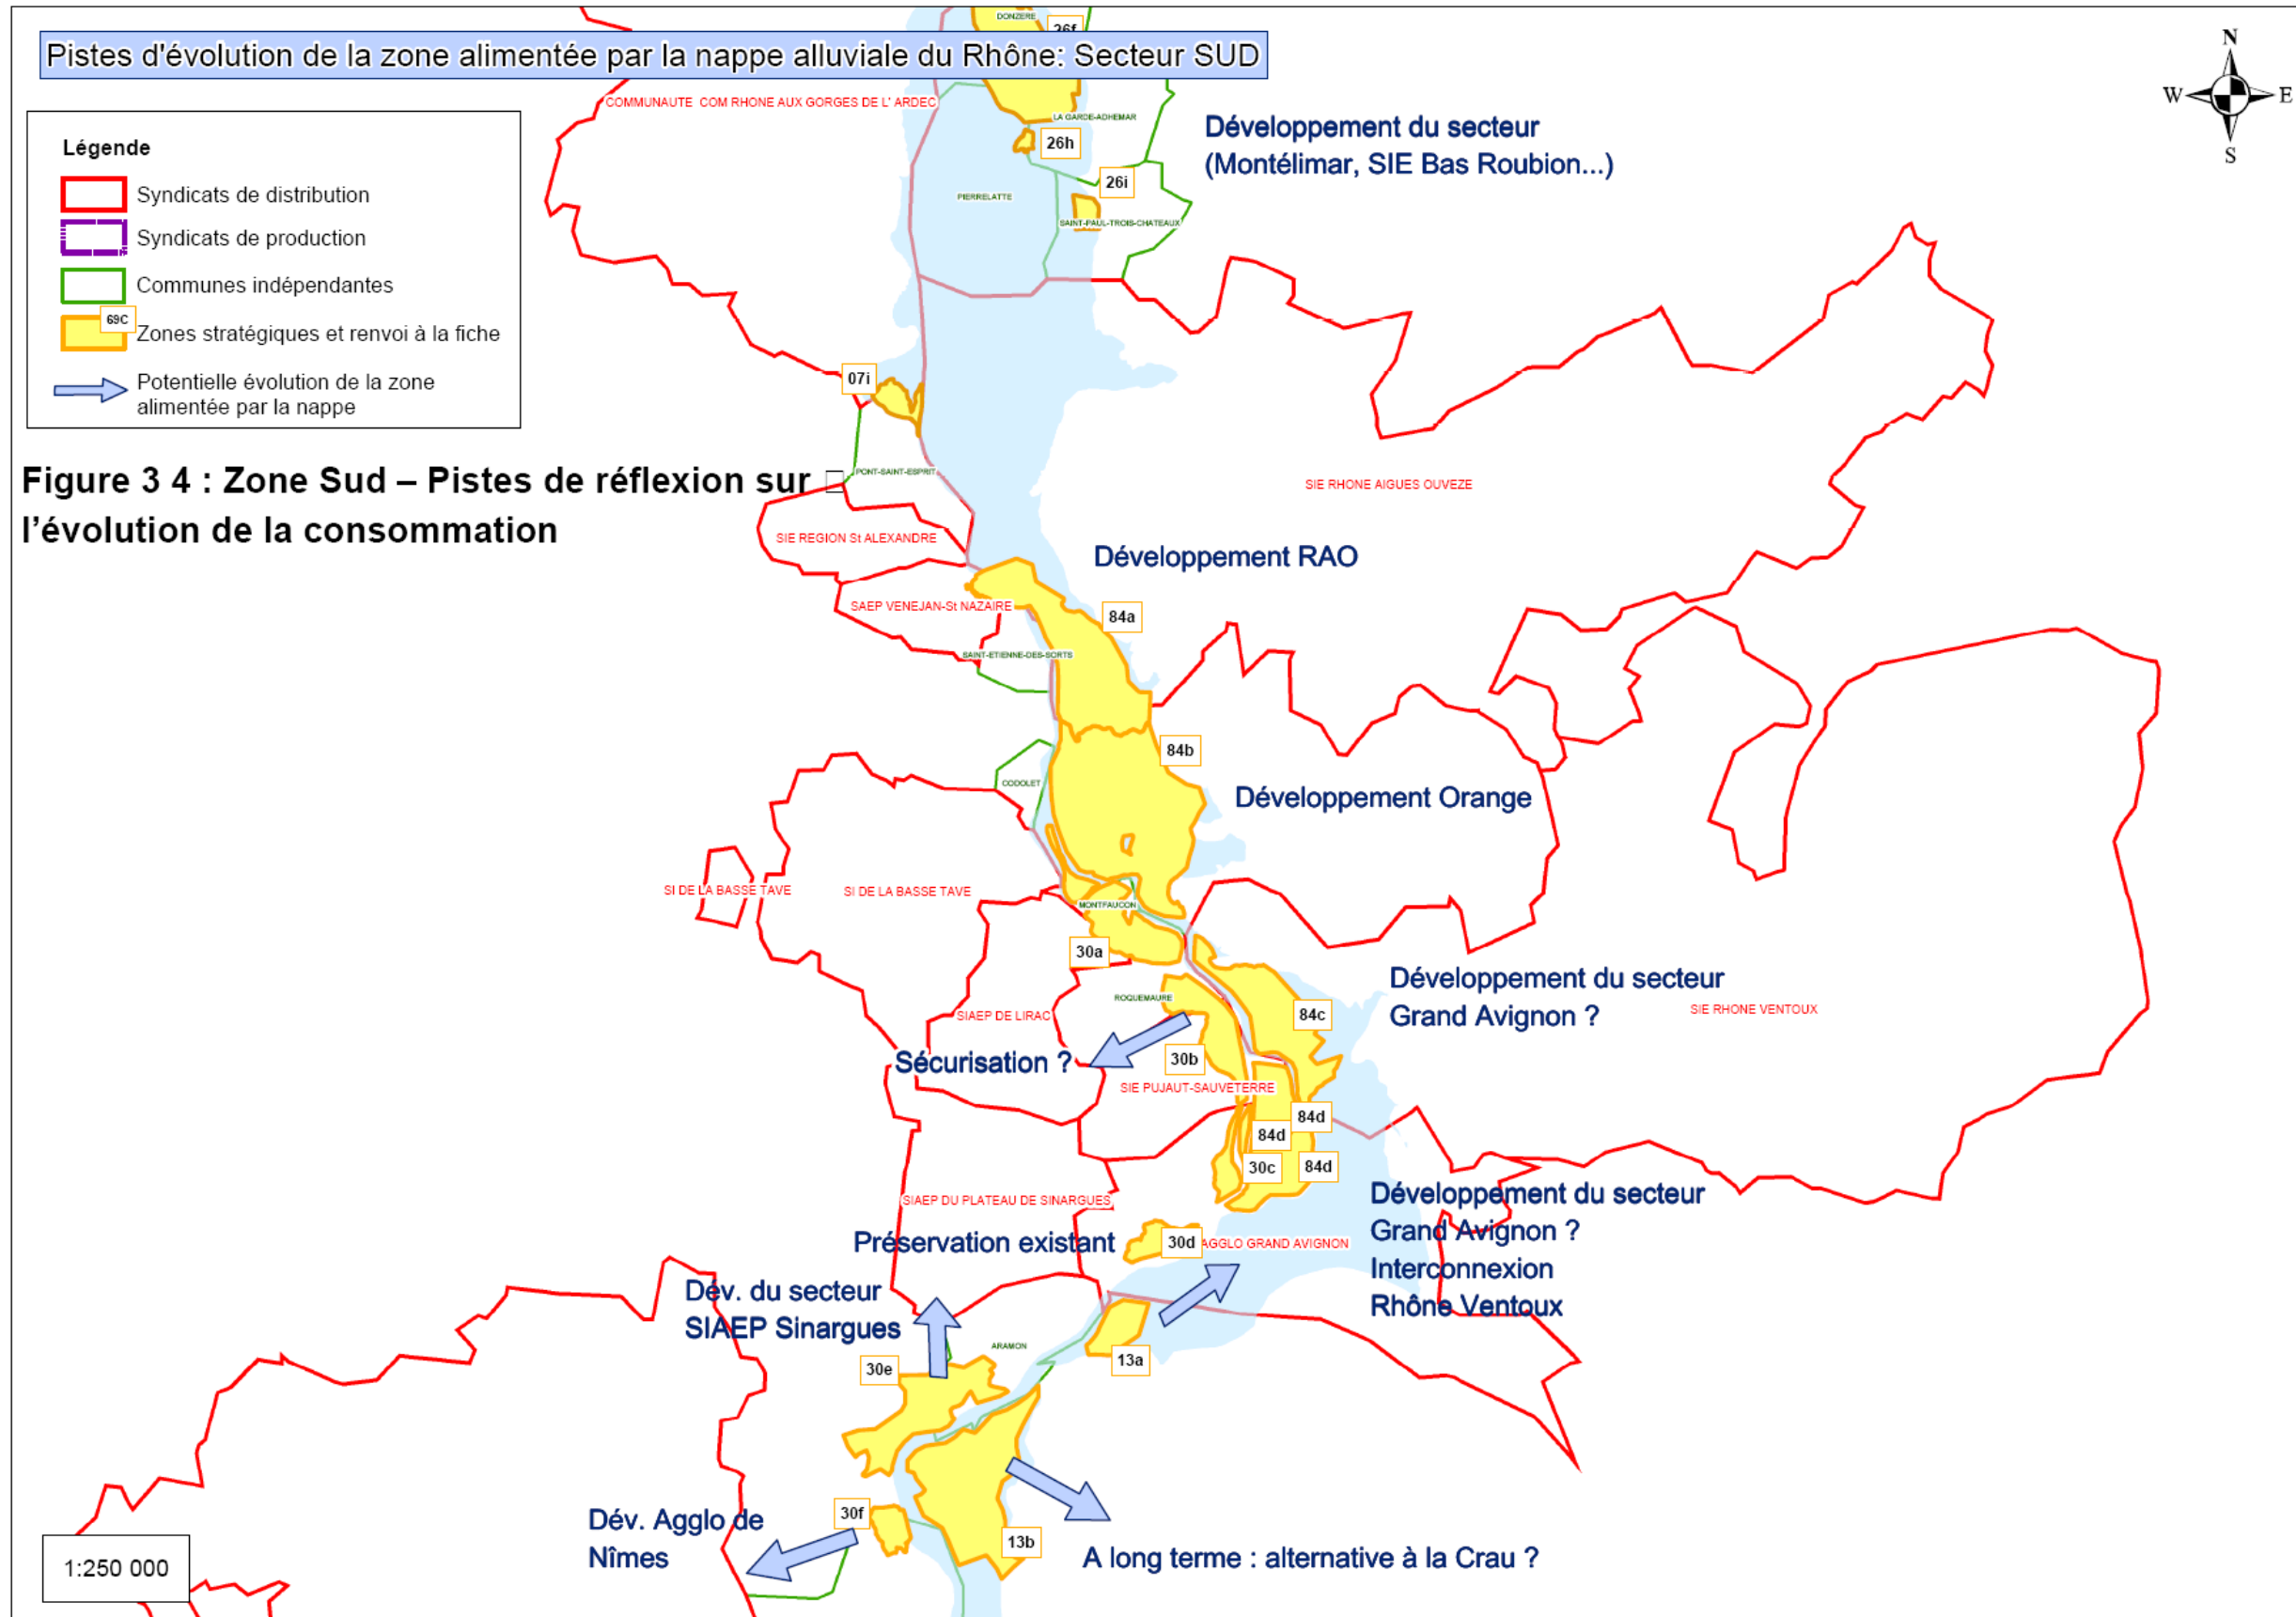 DONZERE
26f
Pistes d'évolution de la zone alimentée par la nappe alluviale du Rhône: Secteur SUD
N
W
E
S
COMMUNAUTE COM RHONE AUX GORGES DE L' ARDEC
LA GARDE-ADHEMAR
26h
Développement du secteur
(Montélimar, SIE Bas Roubion...)
Légende
Syndicats de distribution
Syndicats de production
Communes indépendantes
69C
Zones stratégiques et renvoi à la fiche
Potentielle évolution de la zone
alimentée par la nappe
26i
PIERRELATTE
SAINT-PAUL-TROIS-CHATEAUX
07i
Figure 3 4 : Zone Sud – Pistes de réflexion sur
l'évolution de la consommation
PONT-SAINT-ESPRIT
SIE RHONE AIGUES OUVEZE
SIE REGION St ALEXANDRE
Développement RAO
SAEP VENEJAN-St NAZAIRE
84a
SAINT-ETIENNE-DES-SORTS
84b
CODOLET
Développement Orange
SI DE LA BASSE TAVE
SI DE LA BASSE TAVE
MONTFAUCON
30a
Développement du secteur
Grand Avignon ?
ROQUEMAURE
SIAEP DE LIRAC
84c
SIE RHONE VENTOUX
Sécurisation ?
30b
SIE PUJAUT-SAUVETERRE
84d
84d
30c
84d
SIAEP DU PLATEAU DE SINARGUES
Développement du secteur
Grand Avignon ?
Interconnexion
Rhône Ventoux
Préservation existant
30d
AGGLO GRAND AVIGNON
Dév. du secteur
SIAEP Sinargues
ARAMON
30e
13a
30f
Dév. Agglo de
Nîmes
13b
A long terme : alternative à la Crau ?
1:250 000